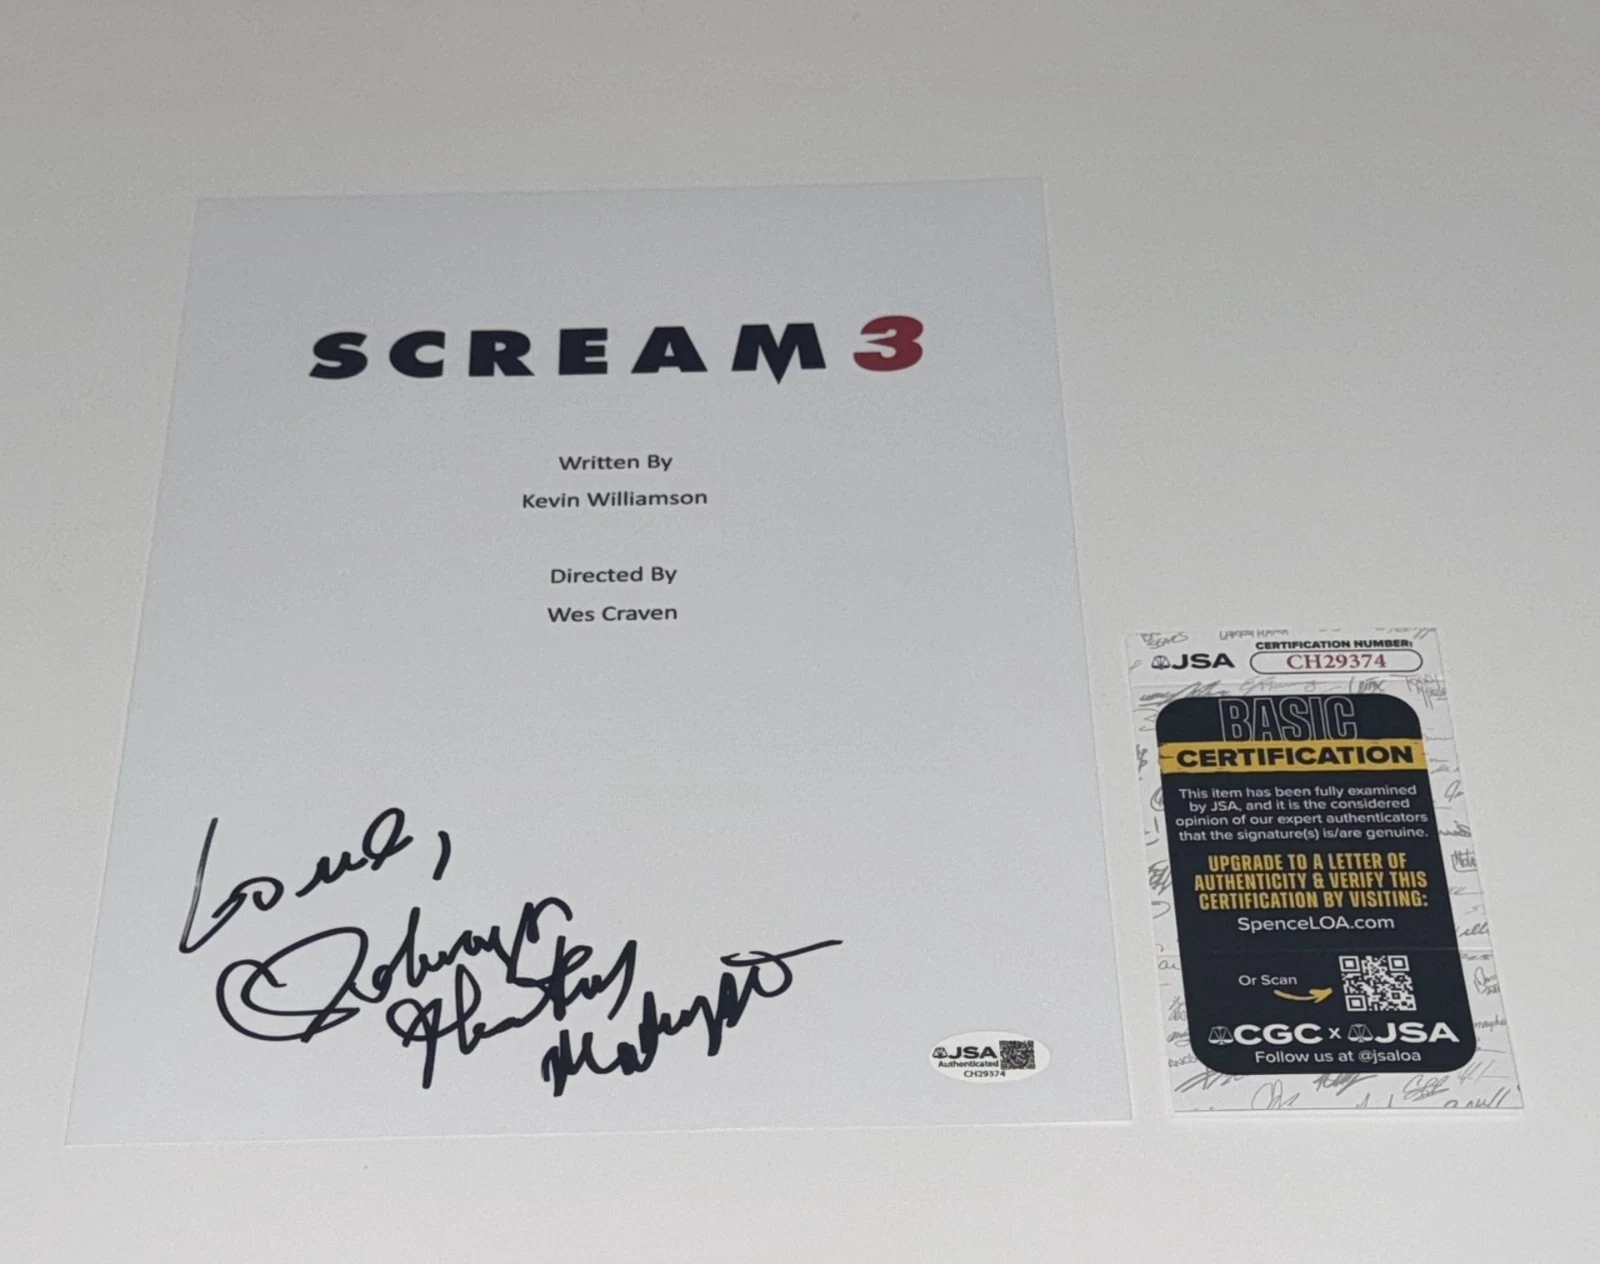 SCREAM 3
Written By
Kevin Williamson
Directed By
Wes Craven
Love,
Always
JSA
Authenticated
CH29374
CERTIFICATION NUMBER:
JSA CH29374
BASIC
CERTIFICATION
This item has been fully examined
by JSA, and it is the considered
opinion of our expert authenticators
that the signature(s) is/are genuine.
UPGRADE TO A LETTER OF
AUTHENTICITY & VERIFY THIS
CERTIFICATION BY VISITING:
SpenceLOA.com
Or Scan
CGC x JSA
Follow us at @jsaloa